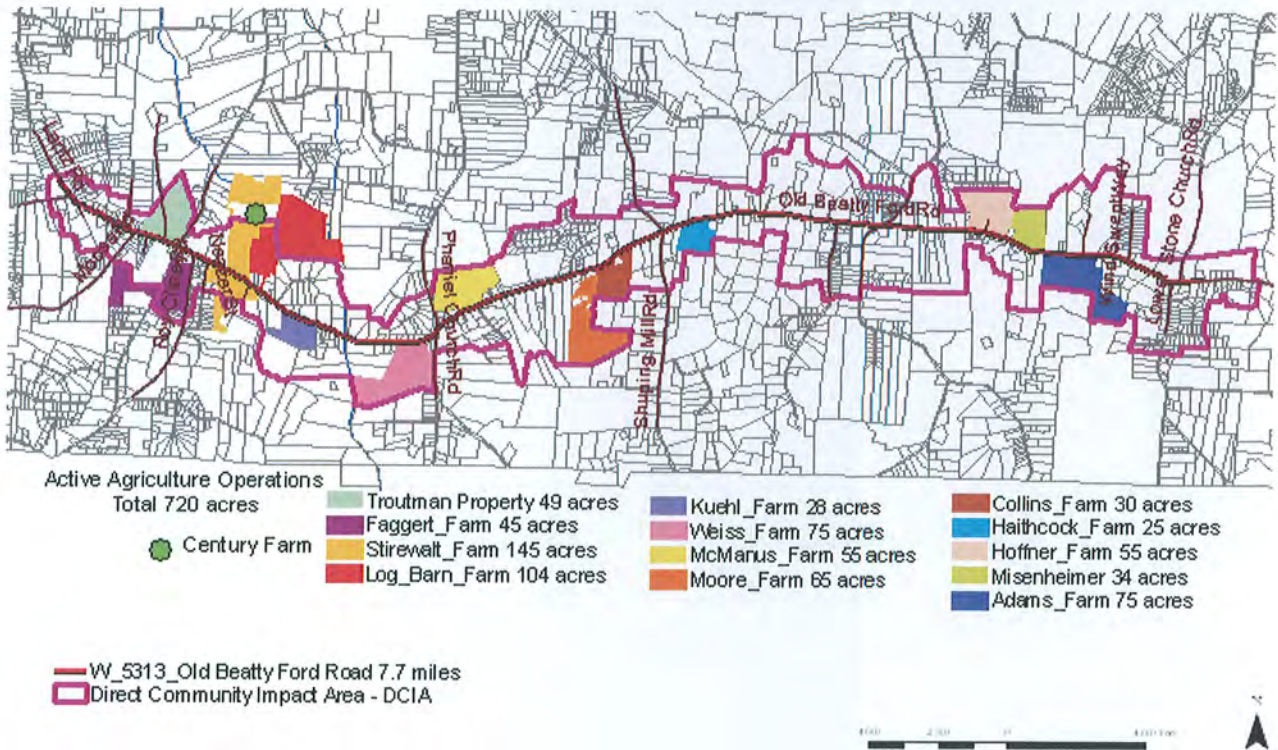 Lentz Rd
Old Beatty Ford Rd
Phaniel Church Rd
Shuping Mill Rd
Lower Stone Church Rd
Active Agriculture Operations
Total 720 acres
Century Farm
Troutman Property 49 acres
Faggert_Farm 45 acres
Stirewalt_Farm 145 acres
Log_Barn_Farm 104 acres
Kuehl_Farm 28 acres
Weiss_Farm 75 acres
McManus_Farm 55 acres
Moore_Farm 65 acres
Collins_Farm 30 acres
Haithcock_Farm 25 acres
Hoffner_Farm 55 acres
Misenheimer 34 acres
Adams_Farm 75 acres
W_5313_Old Beatty Ford Road 7.7 miles
Direct Community Impact Area - DCIA